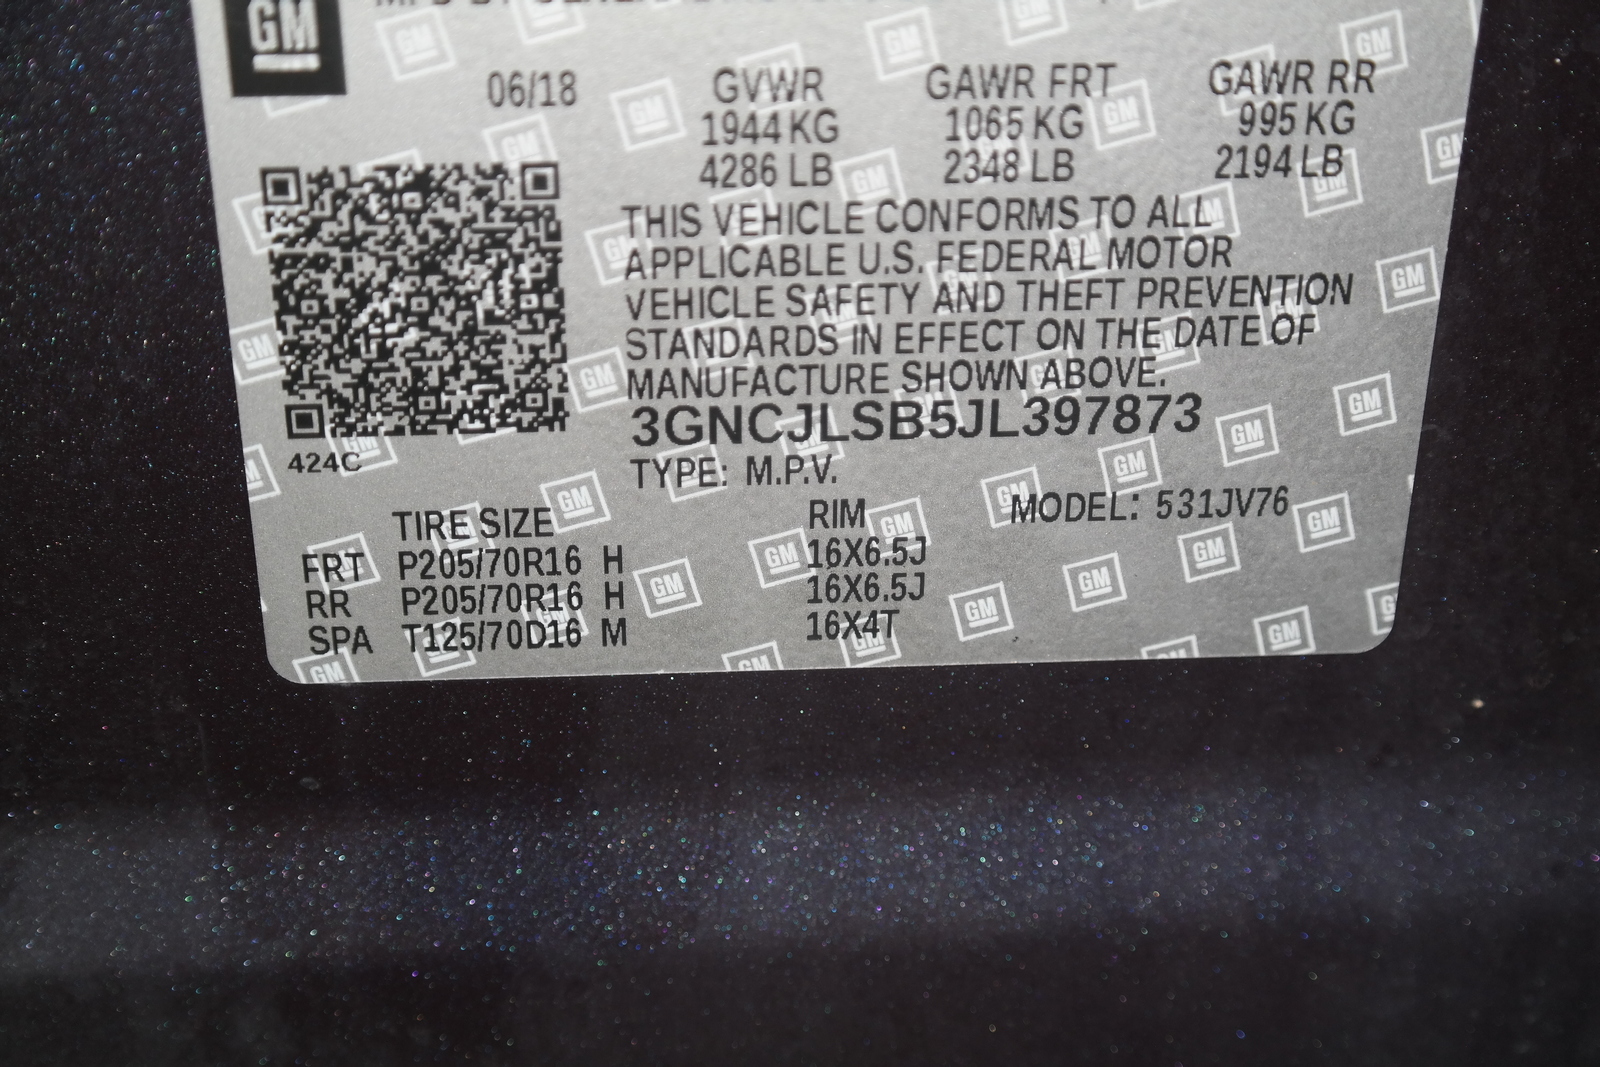 GM
06/18 GVWR GAWR FRT GAWR RR
1944 KG 1065 KG 995 KG
4286 LB 2348 LB 2194 LB
THIS VEHICLE CONFORMS TO ALL
APPLICABLE U.S. FEDERAL MOTOR
VEHICLE SAFETY AND THEFT PREVENTION
STANDARDS IN EFFECT ON THE DATE OF
MANUFACTURE SHOWN ABOVE.
3GNCJLSB5JL397873
424C
TYPE: M.P.V.
MODEL: 531JV76
TIRE SIZE RIM
FRT P205/70R16 H 16X6.5J
RR P205/70R16 H 16X6.5J
SPA T125/70D16 M 16X4T